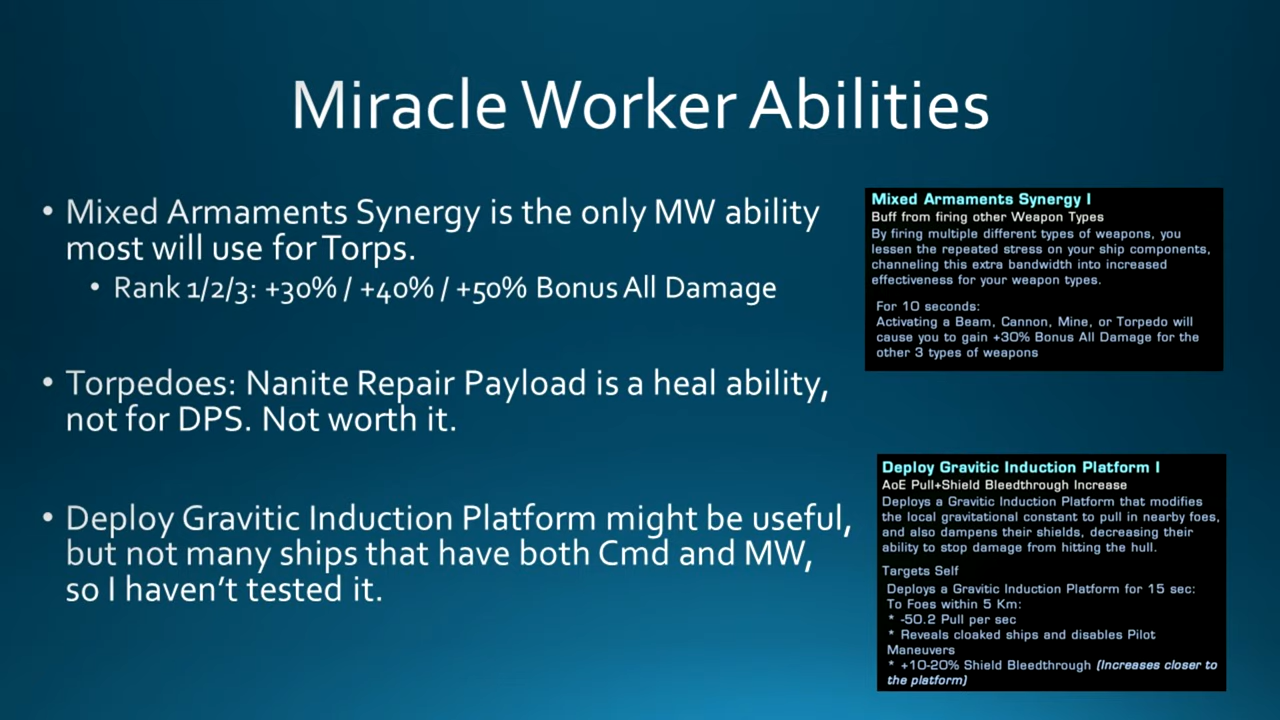 Miracle Worker Abilities
• Mixed Armaments Synergy is the only MW ability
most will use for Torps.
• Rank 1/2/3: +30% / +40% / +50% Bonus All Damage
• Torpedoes: Nanite Repair Payload is a heal ability,
not for DPS. Not worth it.
• Deploy Gravitic Induction Platform might be useful,
but not many ships that have both Cmd and MW,
so I haven't tested it.
Mixed Armaments Synergy I
Buff from firing other Weapon Types
By firing multiple different types of weapons, you
lessen the repeated stress on your ship components,
channeling this extra bandwidth into increased
effectiveness for your weapon types.
For 10 seconds:
Activating a Beam, Cannon, Mine, or Torpedo will
cause you to gain +30% Bonus All Damage for the
other 3 types of weapons
Deploy Gravitic Induction Platform I
AoE Pull+Shield Bleedthrough Increase
Deploys a Gravitic Induction Platform that modifies
the local gravitational constant to pull in nearby foes,
and also dampens their shields, decreasing their
ability to stop damage from hitting the hull.
Targets Self
Deploys a Gravitic Induction Platform for 15 sec:
To Foes within 5 Km:
* -50.2 Pull per sec
* Reveals cloaked ships and disables Pilot
Maneuvers
* +10-20% Shield Bleedthrough (Increases closer to
the platform)